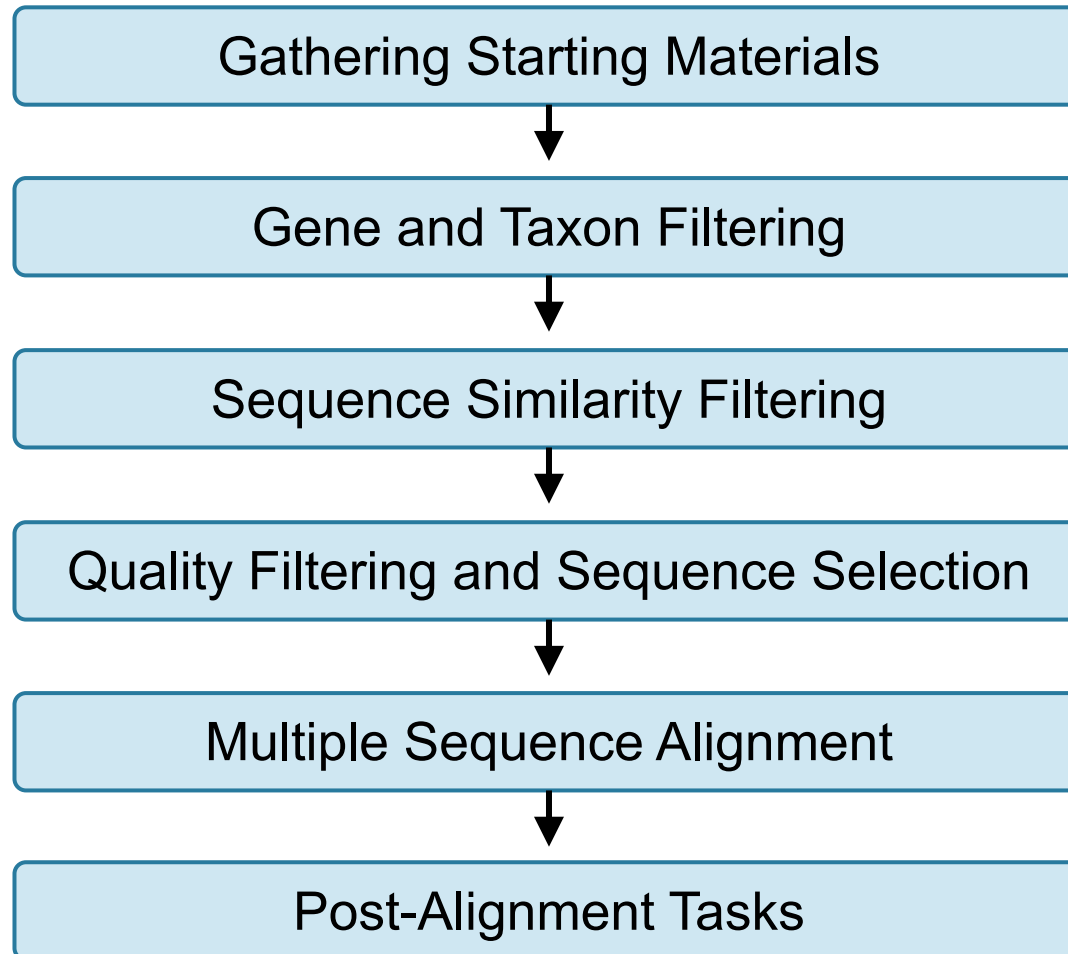 Gathering Starting Materials
Gene and Taxon Filtering
Sequence Similarity Filtering
Quality Filtering and Sequence Selection
Multiple Sequence Alignment
Post-Alignment Tasks